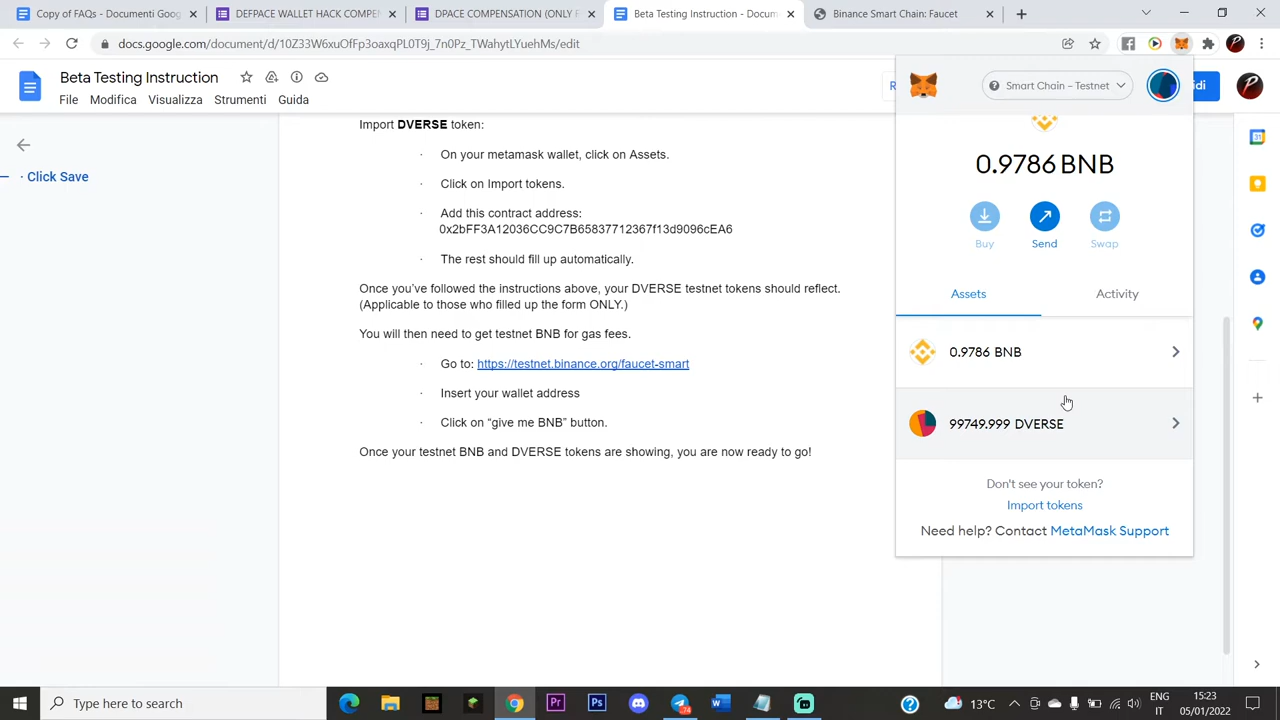 Copy of FAQs - Documenti Goog
DEFPACE WALLET HACK COMPEN
DPACE COMPENSATION (ONLY F
Beta Testing Instruction - Docum
Binance Smart Chain: Faucet
docs.google.com/document/d/10Z33W6xuOfFp3oaxqPL0T9j_7n0Pz_TWahytLYuehMs/edit
Beta Testing Instruction
File Modifica Visualizza Strumenti Guida
R
di
Smart Chain – Testnet
Click Save
Import DVERSE token:
· On your metamask wallet, click on Assets.
· Click on Import tokens.
· Add this contract address:
0x2bFF3A12036CC9C7B65837712367f13d9096cEA6
· The rest should fill up automatically.
Once you’ve followed the instructions above, your DVERSE testnet tokens should reflect.
(Applicable to those who filled up the form ONLY.)
You will then need to get testnet BNB for gas fees.
· Go to: https://testnet.binance.org/faucet-smart
· Insert your wallet address
· Click on “give me BNB” button.
Once your testnet BNB and DVERSE tokens are showing, you are now ready to go!
0.9786 BNB
Buy Send Swap
Assets Activity
0.9786 BNB
99749.999 DVERSE
Don't see your token?
Import tokens
Need help? Contact MetaMask Support
Type here to search
13°C
ENG
IT
15:23
05/01/2022